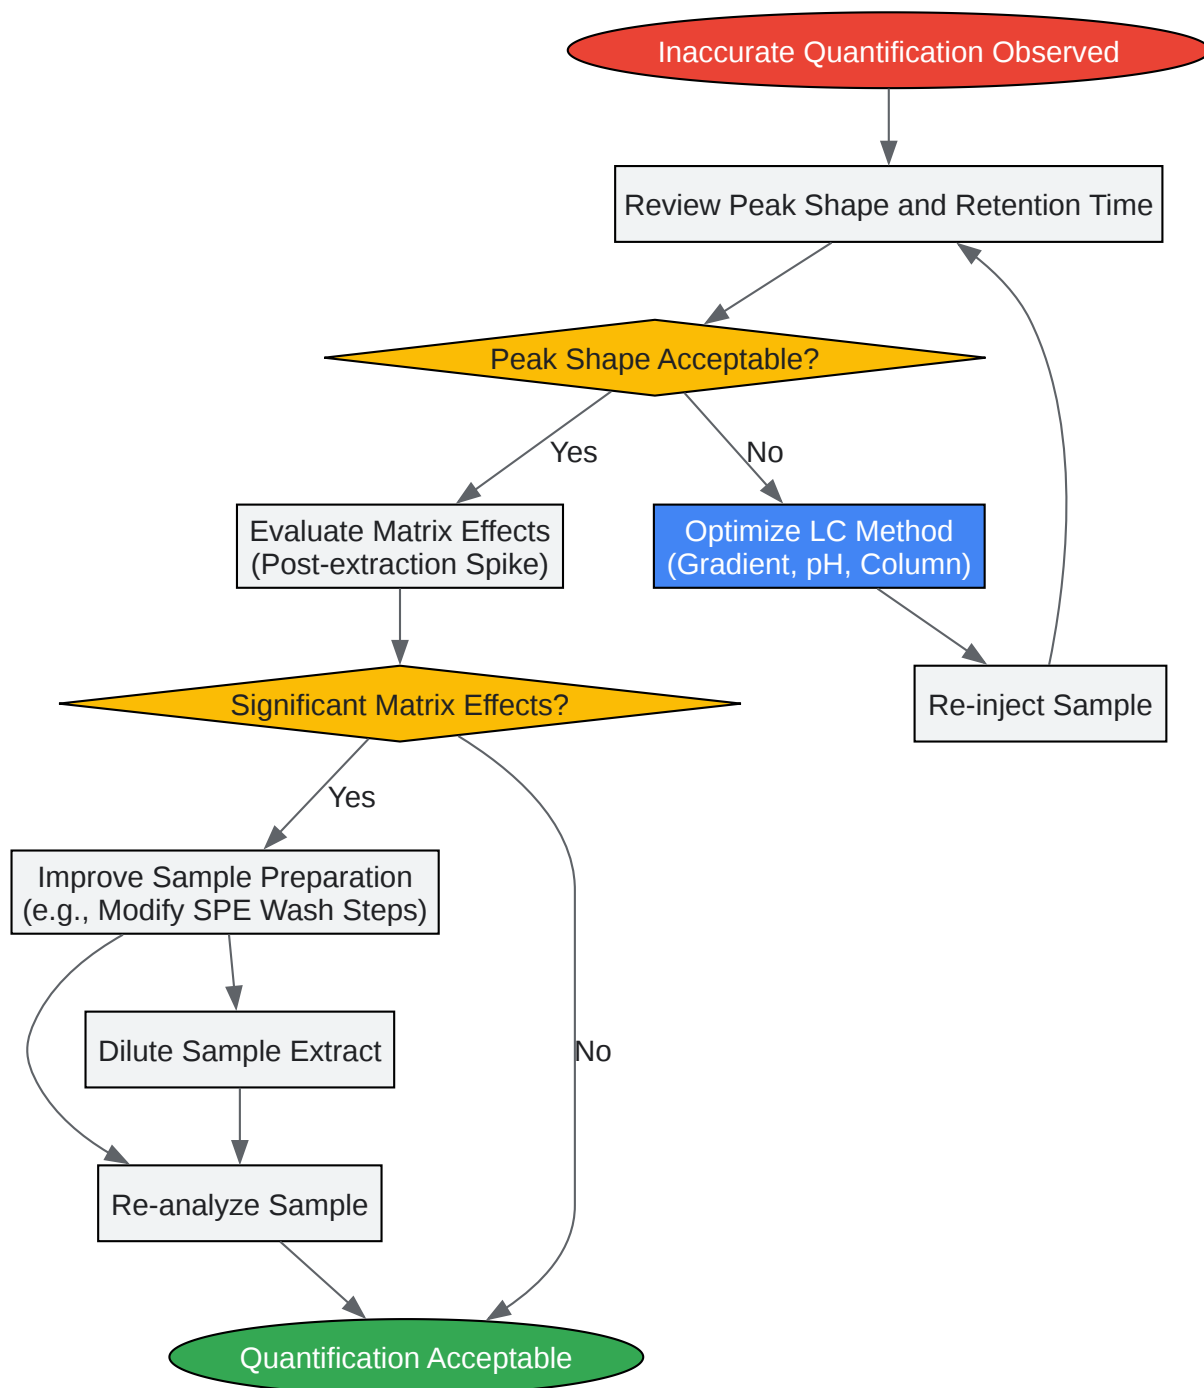 Inaccurate Quantification Observed
Review Peak Shape and Retention Time
Peak Shape Acceptable?
Yes
No
Evaluate Matrix Effects
(Post-extraction Spike)
Optimize LC Method
(Gradient, pH, Column)
Significant Matrix Effects?
Re-inject Sample
Yes
Improve Sample Preparation
(e.g., Modify SPE Wash Steps)
Dilute Sample Extract
No
Re-analyze Sample
Quantification Acceptable